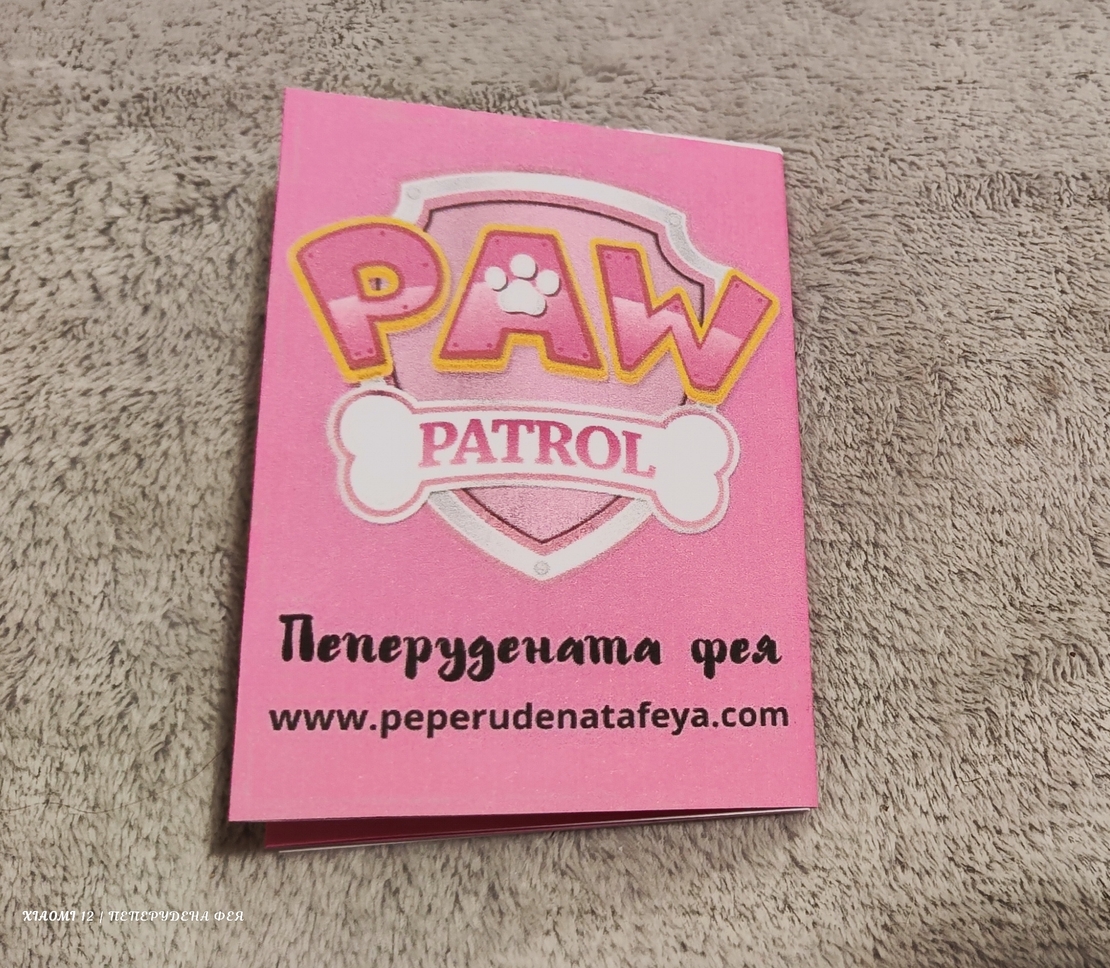 PAW
PATROL
Пеперудената фея
www.peperudenatafeya.com
XIAOMI 12 / ПЕПЕРУДЕНА ФЕЯ